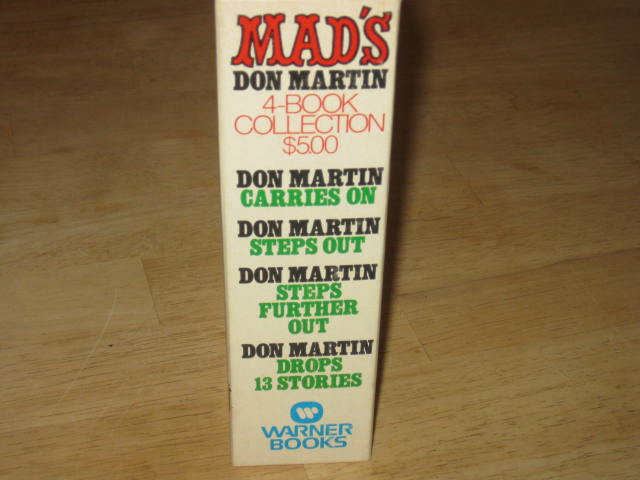 MAD'S
DON MARTIN
4-BOOK
COLLECTION
$5.00
DON MARTIN
CARRIES ON
DON MARTIN
STEPS OUT
DON MARTIN
STEPS
FURTHER
OUT
DON MARTIN
DROPS
13 STORIES
WARNER
BOOKS